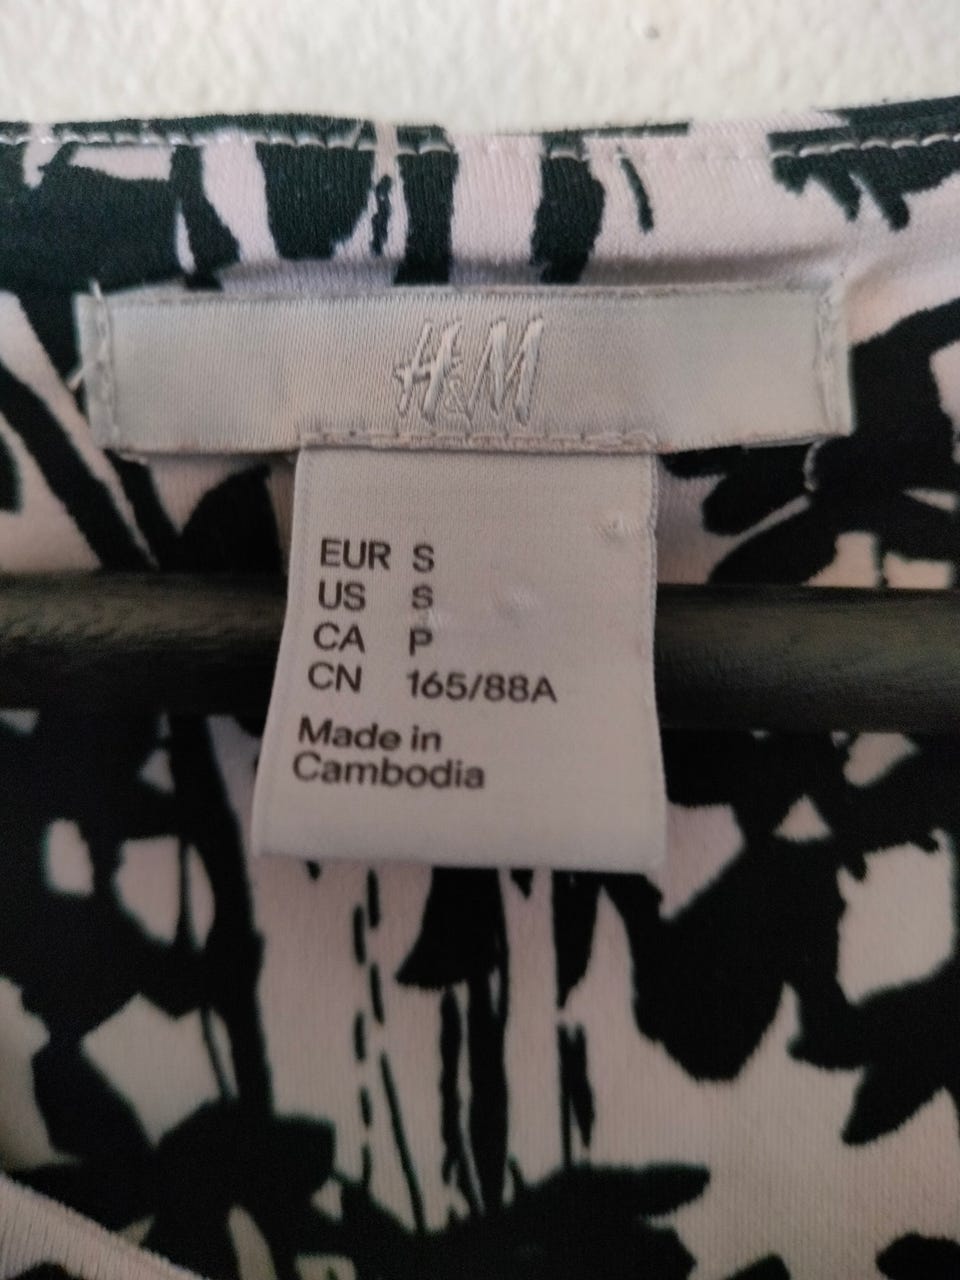 H&M
EUR S
US S
CA P
CN 165/88A
Made in
Cambodia